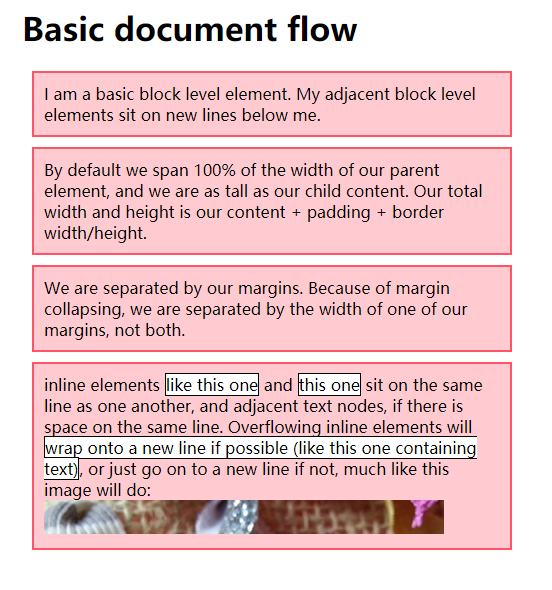 Basic document flow
I am a basic block level element. My adjacent block level
elements sit on new lines below me.
By default we span 100% of the width of our parent
element, and we are as tall as our child content. Our total
width and height is our content + padding + border
width/height.
We are separated by our margins. Because of margin
collapsing, we are separated by the width of one of our
margins, not both.
inline elements like this one and this one sit on the same
line as one another, and adjacent text nodes, if there is
space on the same line. Overflowing inline elements will
wrap onto a new line if possible (like this one containing
text), or just go on to a new line if not, much like this
image will do: